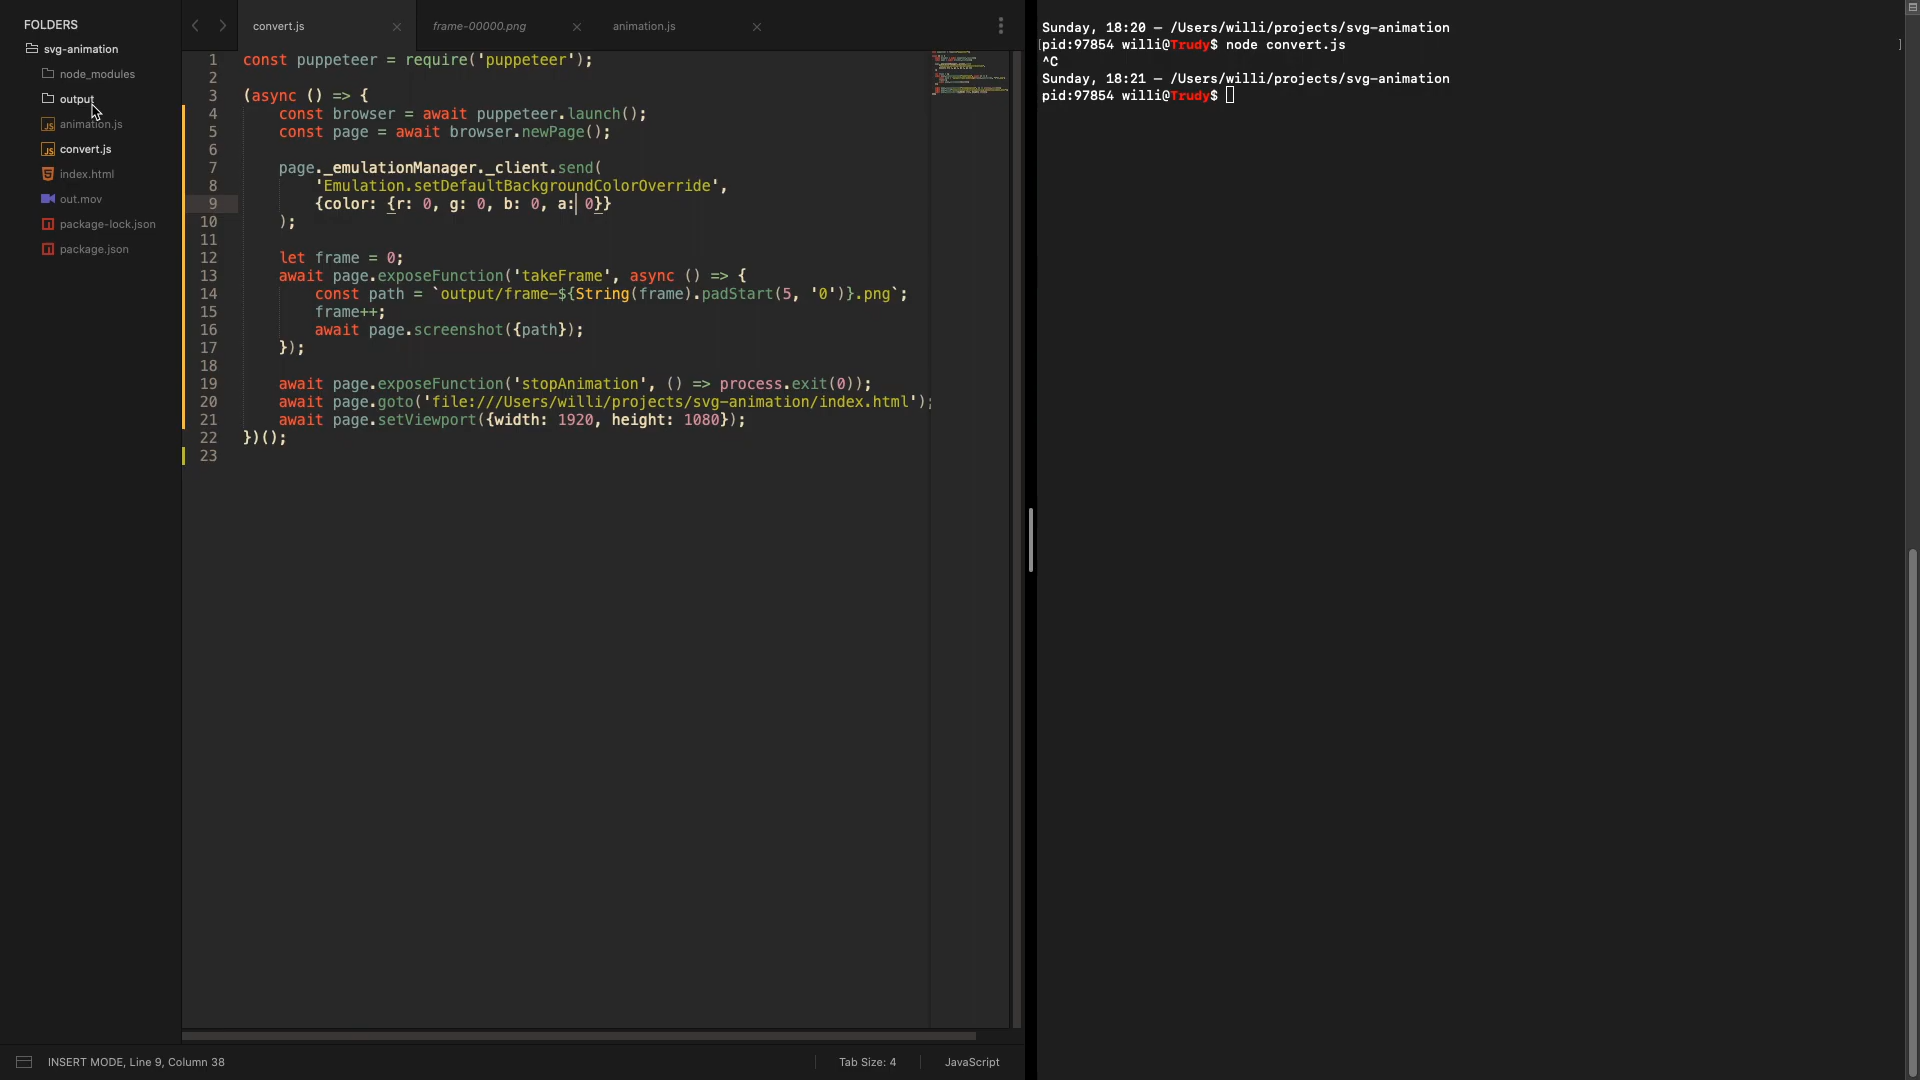 FOLDERS
svg-animation
node_modules
output
animation.js
convert.js
index.html
out.mov
package-lock.json
package.json
convert.js
frame-00000.png
animation.js
1 const puppeteer = require('puppeteer');
2
3 (async () => {
4 const browser = await puppeteer.launch();
5 const page = await browser.newPage();
6
7 page._emulationManager._client.send(
8 'Emulation.setDefaultBackgroundColorOverride',
9 {color: {r: 0, g: 0, b: 0, a: 0}}
10 );
11
12 let frame = 0;
13 await page.exposeFunction('takeFrame', async () => {
14 const path = `output/frame-${String(frame).padStart(5, '0')}.png`;
15 frame++;
16 await page.screenshot({path});
17 });
18
19 await page.exposeFunction('stopAnimation', () => process.exit(0));
20 await page.goto('file:///Users/willi/projects/svg-animation/index.html');
21 await page.setViewport({width: 1920, height: 1080});
22 })();
23
INSERT MODE, Line 9, Column 38
Tab Size: 4
JavaScript
Sunday, 18:20 — /Users/willi/projects/svg-animation
[pid:97854 willi@Trudy$ node convert.js ]
^C
Sunday, 18:21 — /Users/willi/projects/svg-animation
pid:97854 willi@Trudy$